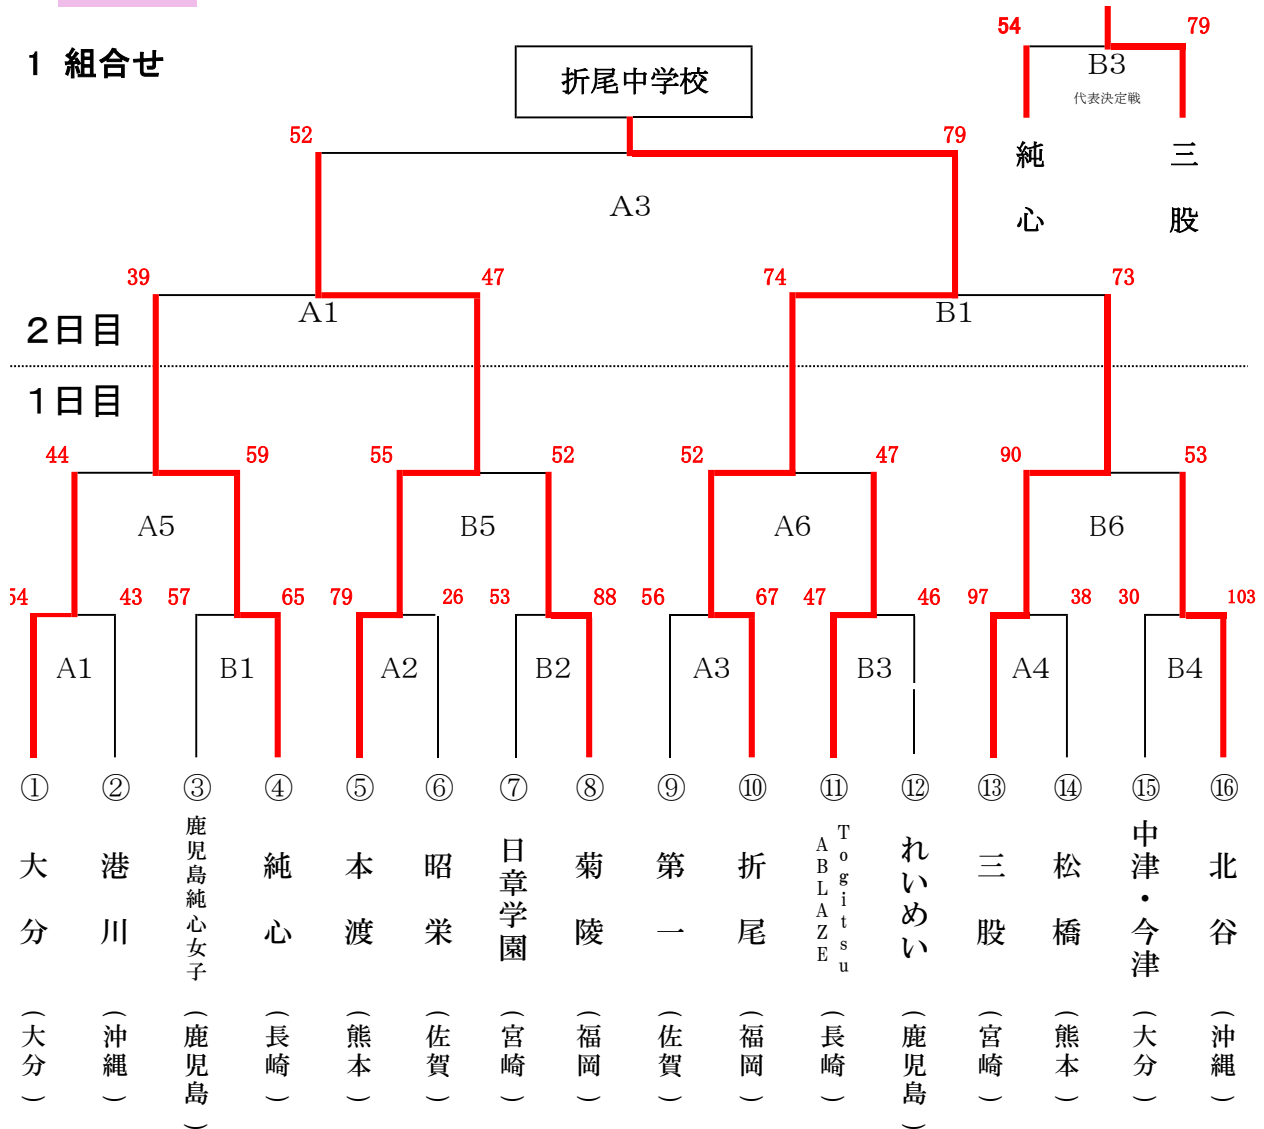 1 組合せ
折尾中学校
54 79
B3
代表決定戦
純心
三股
52 79
A3
39 47 74 73
A1 B1
2日目
1日目
44 59 55 52 52 47 90 53
A5 B5 A6 B6
54 43 57 65 79 26 53 88 56 67 47 46 97 38 30 103
A1 B1 A2 B2 A3 B3 A4 B4
① ② ③ ④ ⑤ ⑥ ⑦ ⑧ ⑨ ⑩ ⑪ ⑫ ⑬ ⑭ ⑮ ⑯
大分
港川
鹿児島純心女子
純心
本渡
昭栄
日章学園
菊陵
第一
折尾
Togitsu
ABLAZE
れいめい
三股
松橋
中津・今津
北谷
(大分)
(沖縄)
(鹿児島)
(長崎)
(熊本)
(佐賀)
(宮崎)
(福岡)
(佐賀)
(福岡)
(長崎)
(鹿児島)
(宮崎)
(熊本)
(大分)
(沖縄)